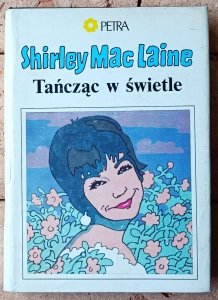 PETRA
Shirley Mac Laine
Tańcząc w świetle